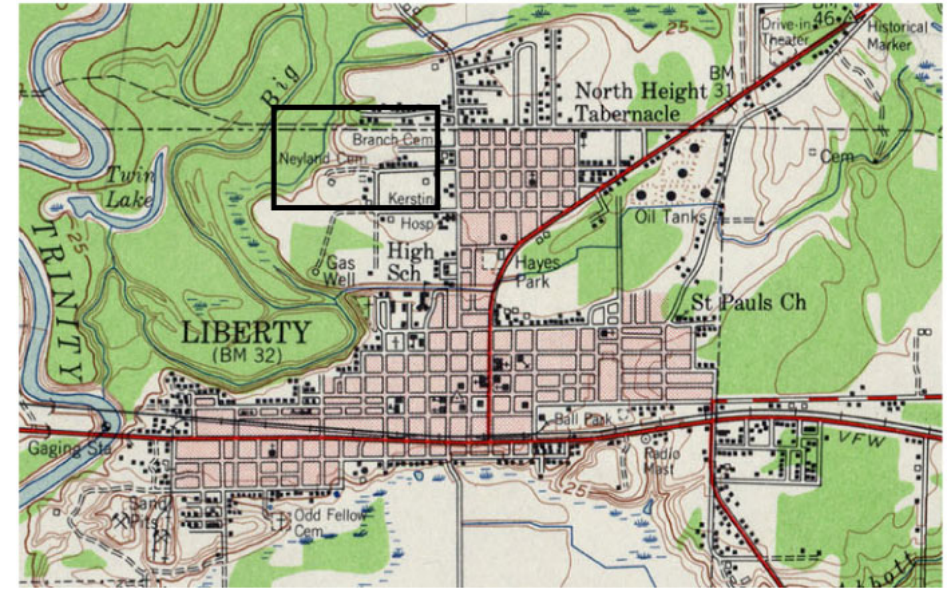 BM
46
Drive-in
Theater
Historical
Marker
25
Big
BM
31
North Height
Tabernacle
Branch Cem
Neyland Cem
Cem
Twin
Lake
Kerstin
Oil Tanks
Hosp
High
Sch
Hayes
Park
Gas
Well
TRINITY
25
St Pauls Ch
LIBERTY
(BM 32)
Ball Park
Gaging Sta
VFW
Radio
Mast
25
Sand
Pits
Odd Fellow
Cem
Abbott